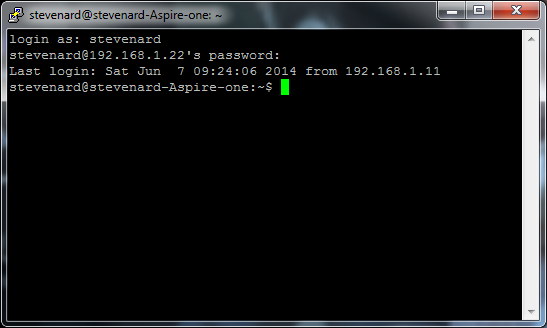 stevenard@stevenard-Aspire-one: ~
login as: stevenard
stevenard@192.168.1.22's password:
Last login: Sat Jun  7 09:24:06 2014 from 192.168.1.11
stevenard@stevenard-Aspire-one:~$